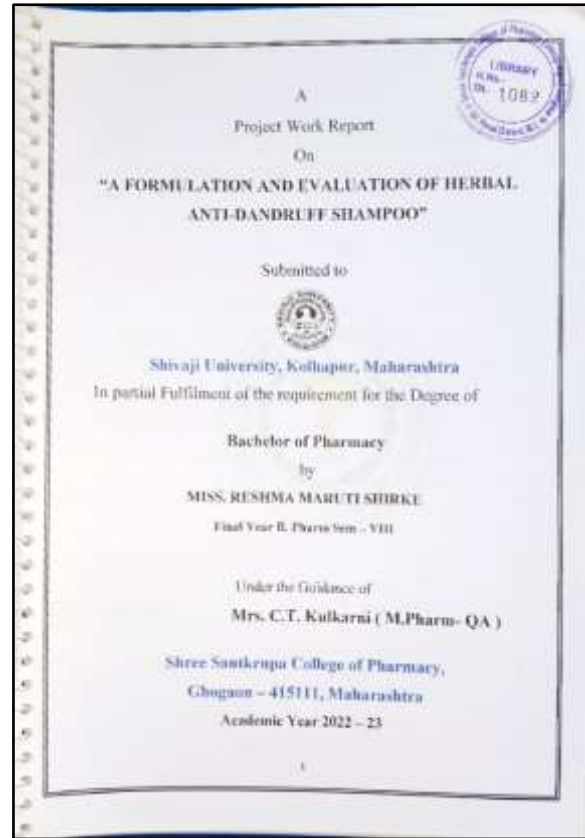 LIBRARY
1089
A
Project Work Report
On
"A FORMULATION AND EVALUATION OF HERBAL
ANTI-DANDRUFF SHAMPOO"
Submitted to
Shivaji University, Kolhapur, Maharashtra
In partial Fulfilment of the requirement for the Degree of
Bachelor of Pharmacy
by
MISS. RESHMA MARUTI SHIRKE
Final Year B. Pharm Sem – VIII
Under the Guidance of
Mrs. C.T. Kulkarni ( M.Pharm- QA )
Shree Santkrupa College of Pharmacy,
Ghogaon – 415111, Maharashtra
Academic Year 2022 – 23